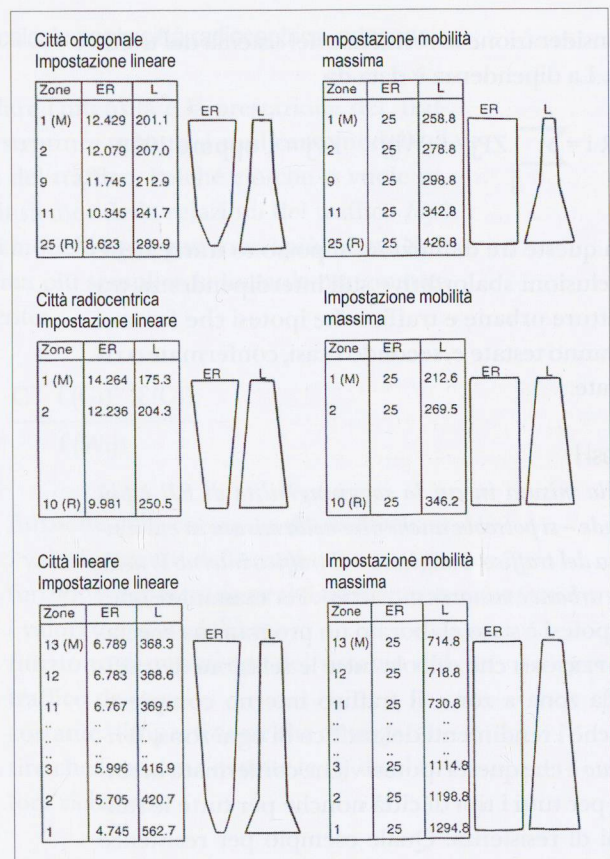 Città ortogonale
Impostazione lineare
Zone ER L
1 (M) 12.429 201.1
2 12.079 207.0
9 11.745 212.9
11 10.345 241.7
25 (R) 8.623 289.9
ER L
Impostazione mobilità
massima
Zone ER L
1 (M) 25 258.8
2 25 278.8
9 25 298.8
11 25 342.8
25 (R) 25 426.8
ER L
Città radiocentrica
Impostazione lineare
Zone ER L
1 (M) 14.264 175.3
2 12.236 204.3
10 (R) 9.981 250.5
ER L
Impostazione mobilità
massima
Zone ER L
1 (M) 25 212.6
2 25 269.5
10 (R) 25 346.2
ER L
Città lineare
Impostazione lineare
Zone ER L
13 (M) 6.789 368.3
12 6.783 368.6
11 6.767 369.5
.. .. ..
.. .. ..
3 5.996 416.9
2 5.705 420.7
1 4.745 562.7
ER L
Impostazione mobilità
massima
Zone ER L
13 (M) 25 714.8
12 25 718.8
11 25 730.8
.. .. ..
.. .. ..
3 25 1114.8
2 25 1198.8
1 25 1294.8
ER L